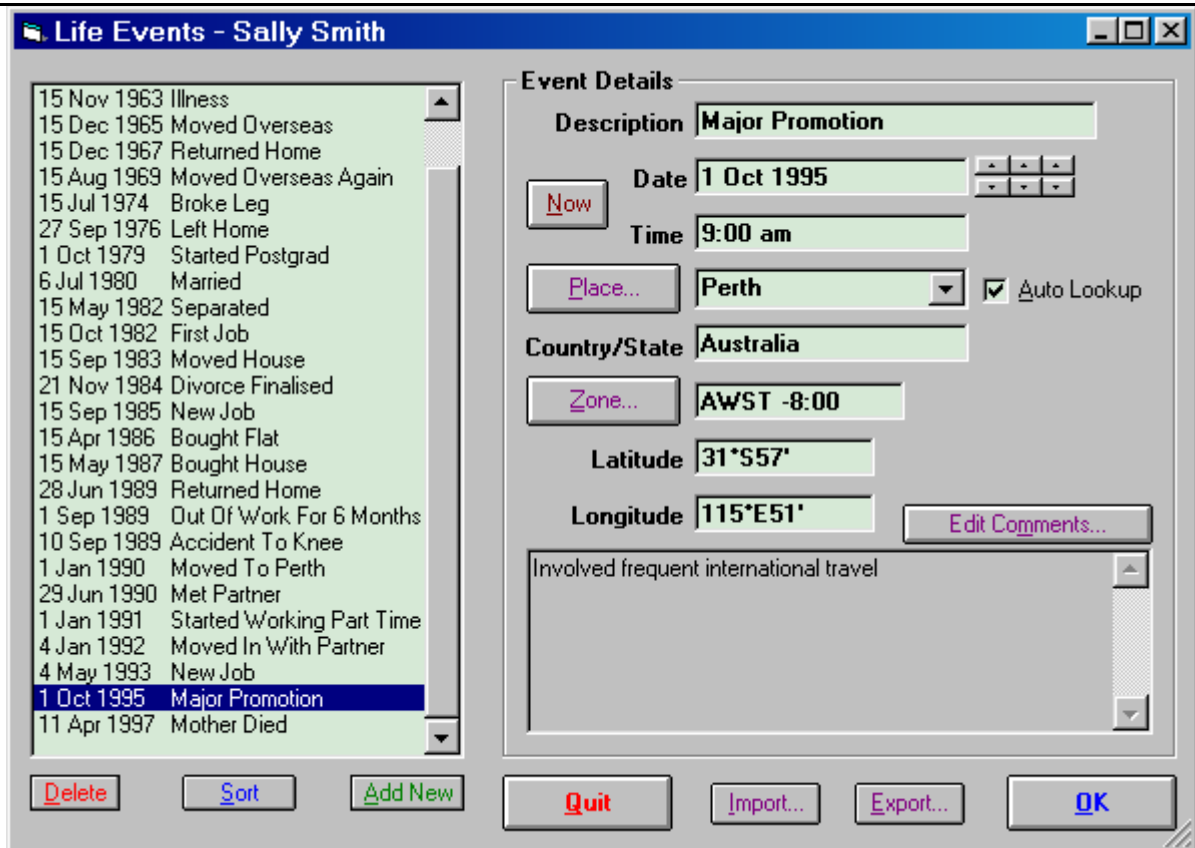 Life Events - Sally Smith
15 Nov 1963 Illness
15 Dec 1965 Moved Overseas
15 Dec 1967 Returned Home
15 Aug 1969 Moved Overseas Again
15 Jul 1974 Broke Leg
27 Sep 1976 Left Home
1 Oct 1979 Started Postgrad
6 Jul 1980 Married
15 May 1982 Separated
15 Oct 1982 First Job
15 Sep 1983 Moved House
21 Nov 1984 Divorce Finalised
15 Sep 1985 New Job
15 Apr 1986 Bought Flat
15 May 1987 Bought House
28 Jun 1989 Returned Home
1 Sep 1989 Out Of Work For 6 Months
10 Sep 1989 Accident To Knee
1 Jan 1990 Moved To Perth
29 Jun 1990 Met Partner
1 Jan 1991 Started Working Part Time
4 Jan 1992 Moved In With Partner
4 May 1993 New Job
1 Oct 1995 Major Promotion
11 Apr 1997 Mother Died
Delete Sort Add New
Event Details
Description Major Promotion
Date 1 Oct 1995
Now
Time 9:00 am
Place... Perth Auto Lookup
Country/State Australia
Zone... AWST -8:00
Latitude 31°S57'
Longitude 115°E51'
Edit Comments...
Involved frequent international travel
Quit Import... Export... OK